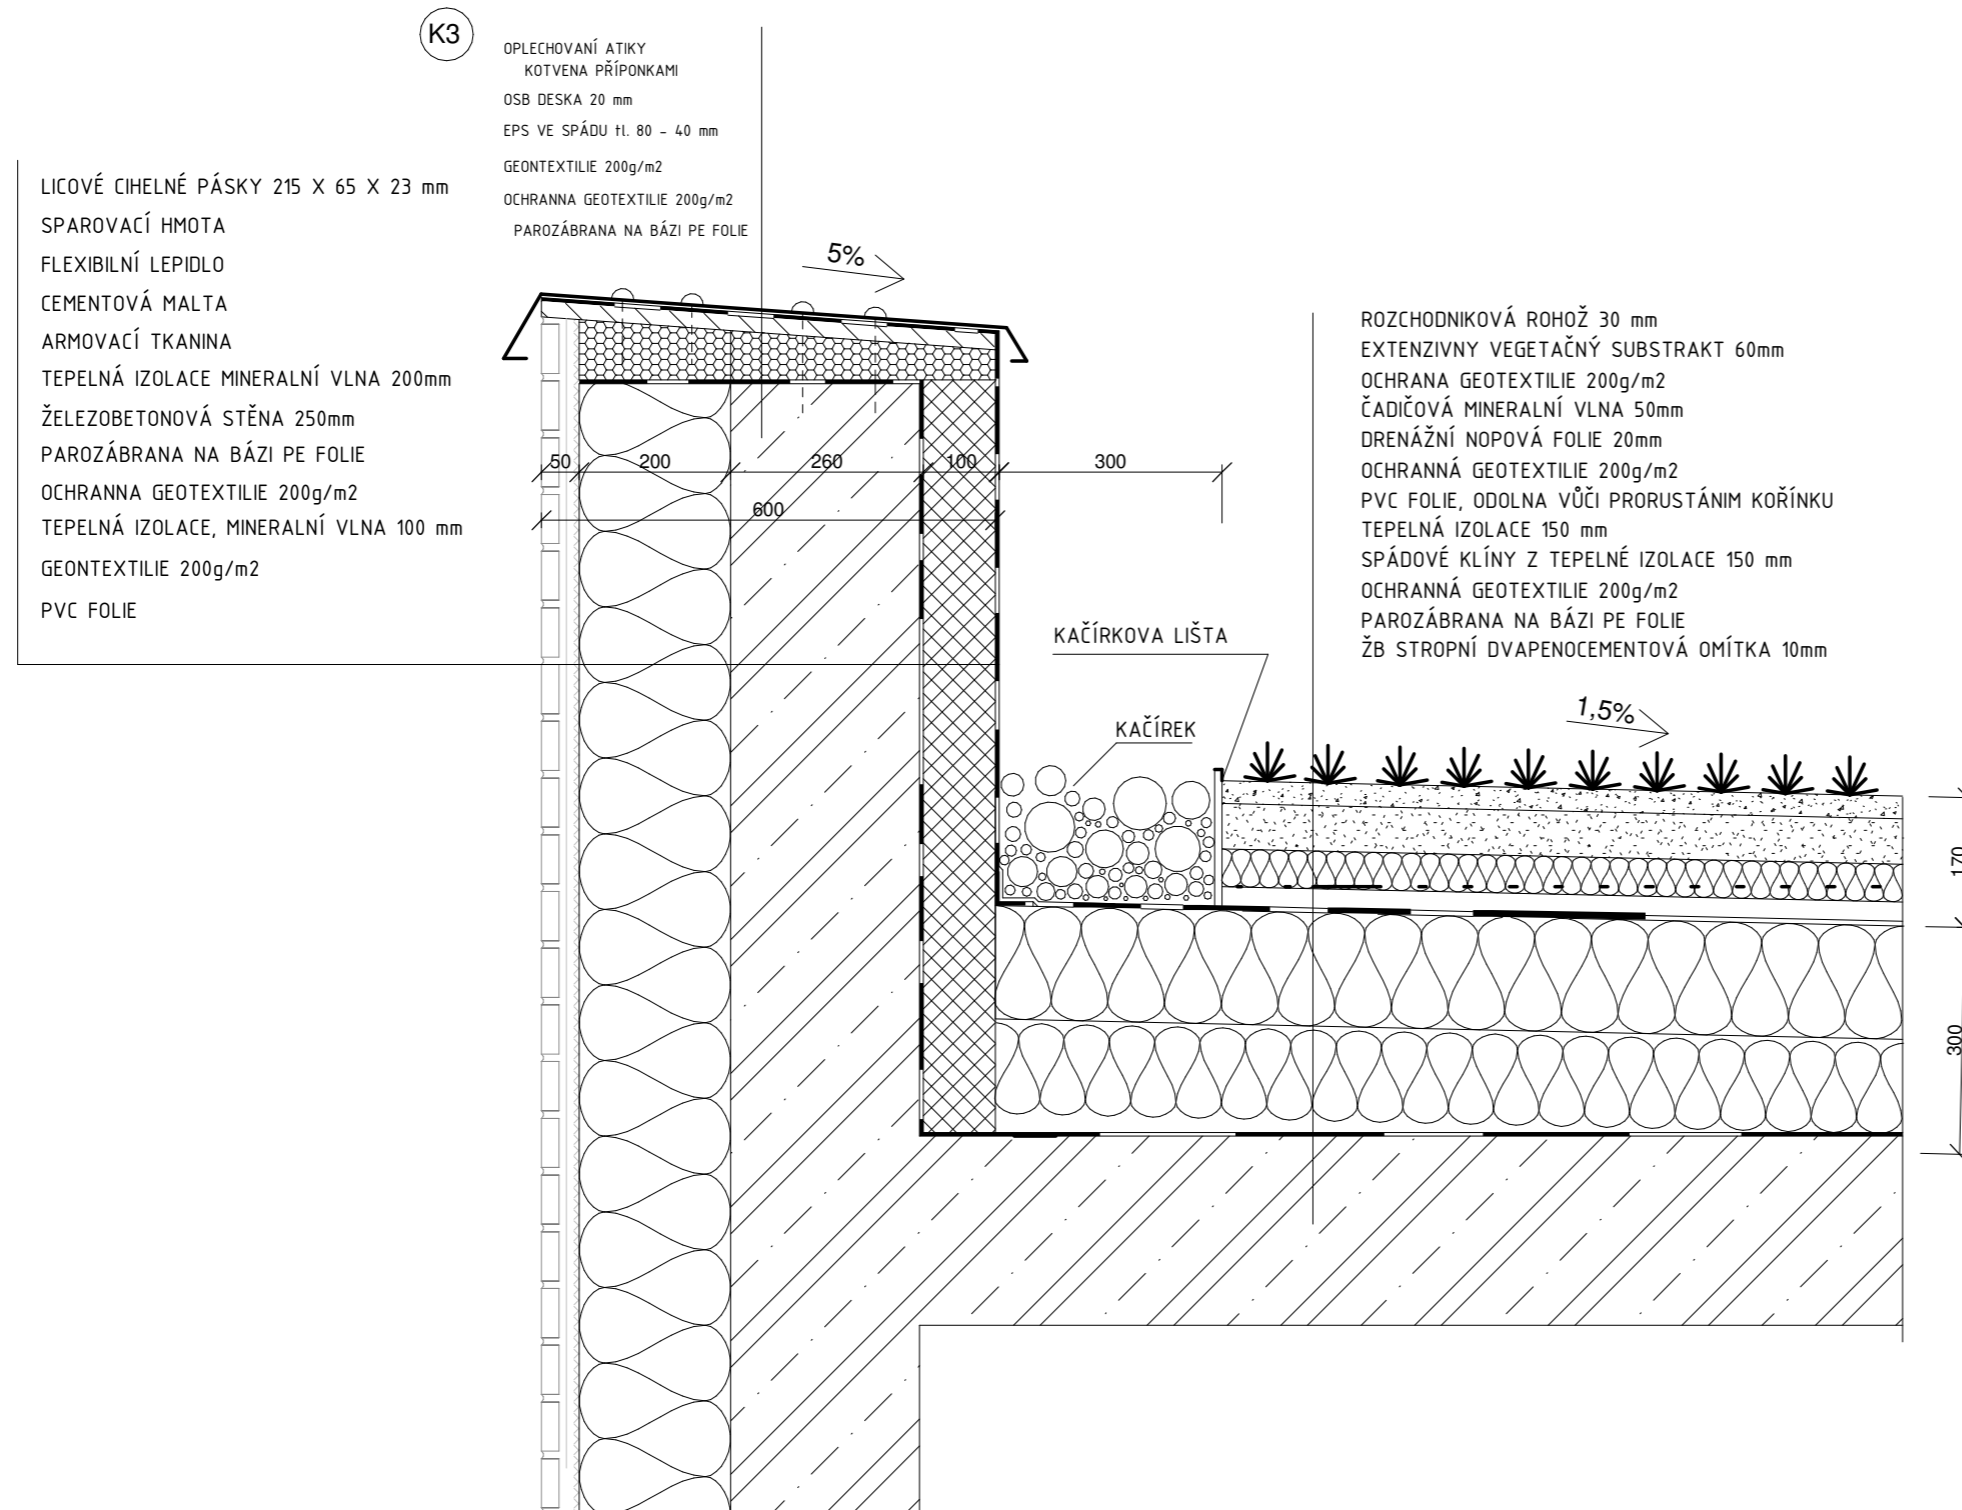 K3
OPLECHOVANÍ ATIKY
KOTVENA PŘÍPONKAMI
OSB DESKA 20 mm
EPS VE SPÁDU tl. 80 - 40 mm
GEONTEXTILIE 200g/m2
OCHRANNA GEOTEXTILIE 200g/m2
PAROZÁBRANA NA BÁZI PE FOLIE
LICOVÉ CIHELNÉ PÁSKY 215 X 65 X 23 mm
SPAROVACÍ HMOTA
FLEXIBILNÍ LEPIDLO
CEMENTOVÁ MALTA
ARMOVACÍ TKANINA
TEPELNÁ IZOLACE MINERALNÍ VLNA 200mm
ŽELEZOBETONOVÁ STĚNA 250mm
PAROZÁBRANA NA BÁZI PE FOLIE
OCHRANNA GEOTEXTILIE 200g/m2
TEPELNÁ IZOLACE, MINERALNÍ VLNA 100 mm
GEONTEXTILIE 200g/m2
PVC FOLIE
5%
50 200 260 100 300
600
KAČÍRKOVA LIŠTA
KAČÍREK
ROZCHODNIKOVÁ ROHOŽ 30 mm
EXTENZIVNY VEGETAČNÝ SUBSTRAKT 60mm
OCHRANA GEOTEXTILIE 200g/m2
ČADIČOVÁ MINERALNÍ VLNA 50mm
DRENÁŽNÍ NOPOVÁ FOLIE 20mm
OCHRANNÁ GEOTEXTILIE 200g/m2
PVC FOLIE, ODOLNA VŮČI PRORUSTÁNIM KOŘÍNKU
TEPELNÁ IZOLACE 150 mm
SPÁDOVÉ KLÍNY Z TEPELNÉ IZOLACE 150 mm
OCHRANNÁ GEOTEXTILIE 200g/m2
PAROZÁBRANA NA BÁZI PE FOLIE
ŽB STROPNÍ DVAPENOCEMENTOVÁ OMÍTKA 10mm
1,5%
170
300